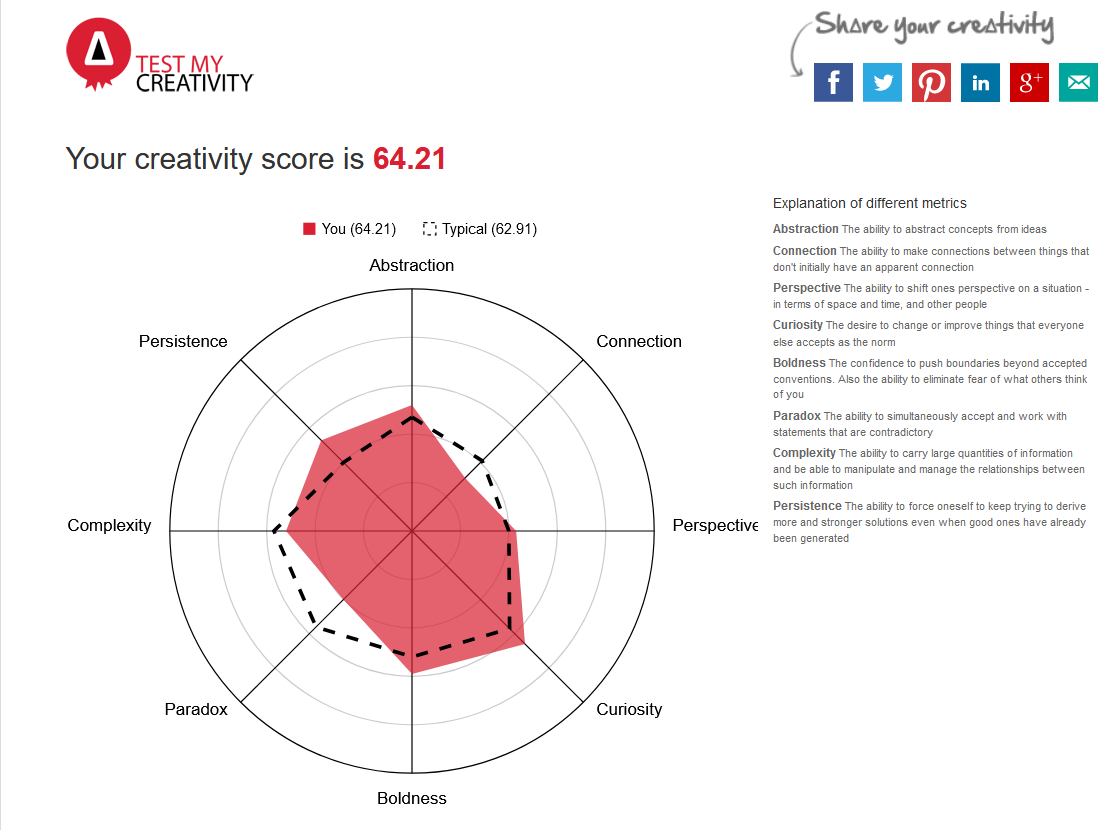 Share your creativity
TEST MY
CREATIVITY
Your creativity score is 64.21
You (64.21)
Typical (62.91)
Abstraction
Persistence
Connection
Complexity
Perspective
Paradox
Curiosity
Boldness
Explanation of different metrics
Abstraction The ability to abstract concepts from ideas
Connection The ability to make connections between things that
don't initially have an apparent connection
Perspective The ability to shift ones perspective on a situation -
in terms of space and time, and other people
Curiosity The desire to change or improve things that everyone
else accepts as the norm
Boldness The confidence to push boundaries beyond accepted
conventions. Also the ability to eliminate fear of what others think
of you
Paradox The ability to simultaneously accept and work with
statements that are contradictory
Complexity The ability to carry large quantities of information
and be able to manipulate and manage the relationships between
such information
Persistence The ability to force oneself to keep trying to derive
more and stronger solutions even when good ones have already
been generated